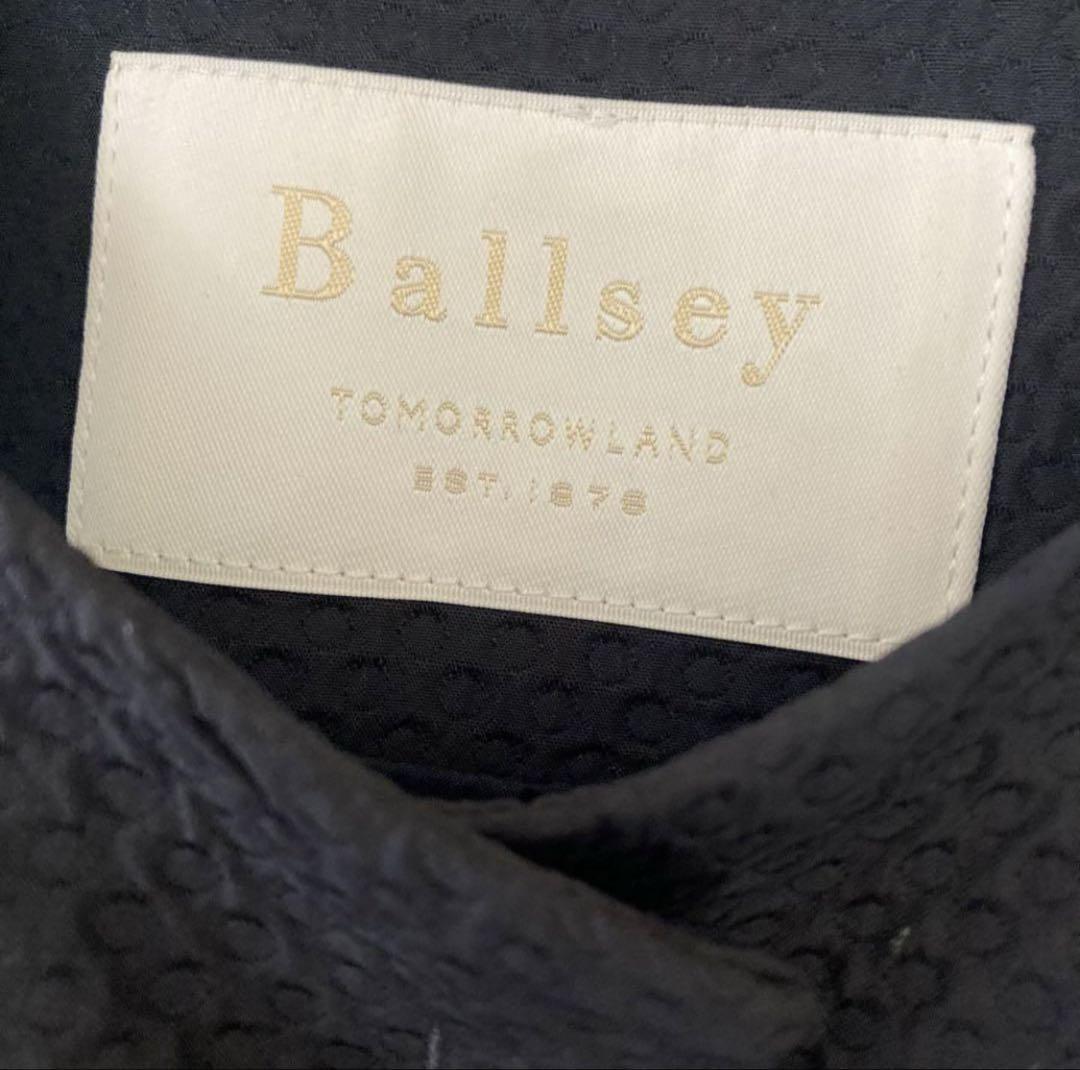 Ballsey
TOMORROWLAND
EST. 1978